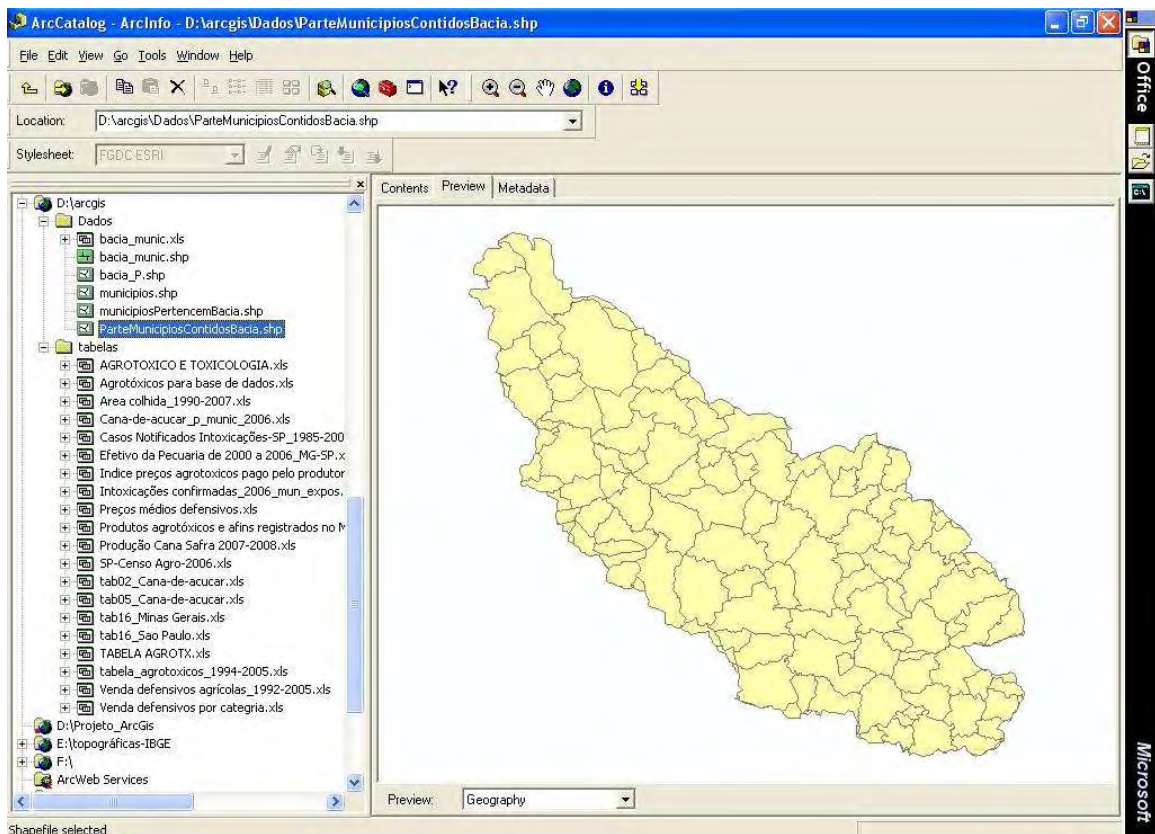 ArcCatalog - ArcInfo - D:\arcgis\Dados\ParteMunicipiosContidosBacia.shp
File Edit View Go Tools Window Help
Location: D:\arcgis\Dados\ParteMunicipiosContidosBacia.shp
Stylesheet: FGDC ESRI
Contents Preview Metadata
D:\arcgis
Dados
bacia_munic.xls
bacia_munic.shp
bacia_P.shp
municipios.shp
municipiosPertencemBacia.shp
ParteMunicipiosContidosBacia.shp
tabelas
AGROTOXICO E TOXICOLOGIA.xls
Agrotóxicos para base de dados.xls
Area colhida_1990-2007.xls
Cana-de-acucar_p_munic_2006.xls
Casos Notificados Intoxicações-SP_1985-200
Efetivo da Pecuaria de 2000 a 2006_MG-SP.x
Indice preços agrotoxicos pago pelo produtor
Intoxicações confirmadas_2006_mun_expos.
Preços médios defensivos.xls
Produtos agrotóxicos e afins registrados no M
Produção Cana Safra 2007-2008.xls
SP-Censo Agro-2006.xls
tab02_Cana-de-acucar.xls
tab05_Cana-de-acucar.xls
tab16_Minas Gerais.xls
tab16_Sao Paulo.xls
TABELA AGROTX.xls
tabela_agrotoxicos_1994-2005.xls
Venda defensivos agrícolas_1992-2005.xls
Venda defensivos por categria.xls
D:\Projeto_ArcGis
E:\topográficas-IBGE
F:\
ArcWeb Services
Preview: Geography
Shapefile selected
Office
Microsoft